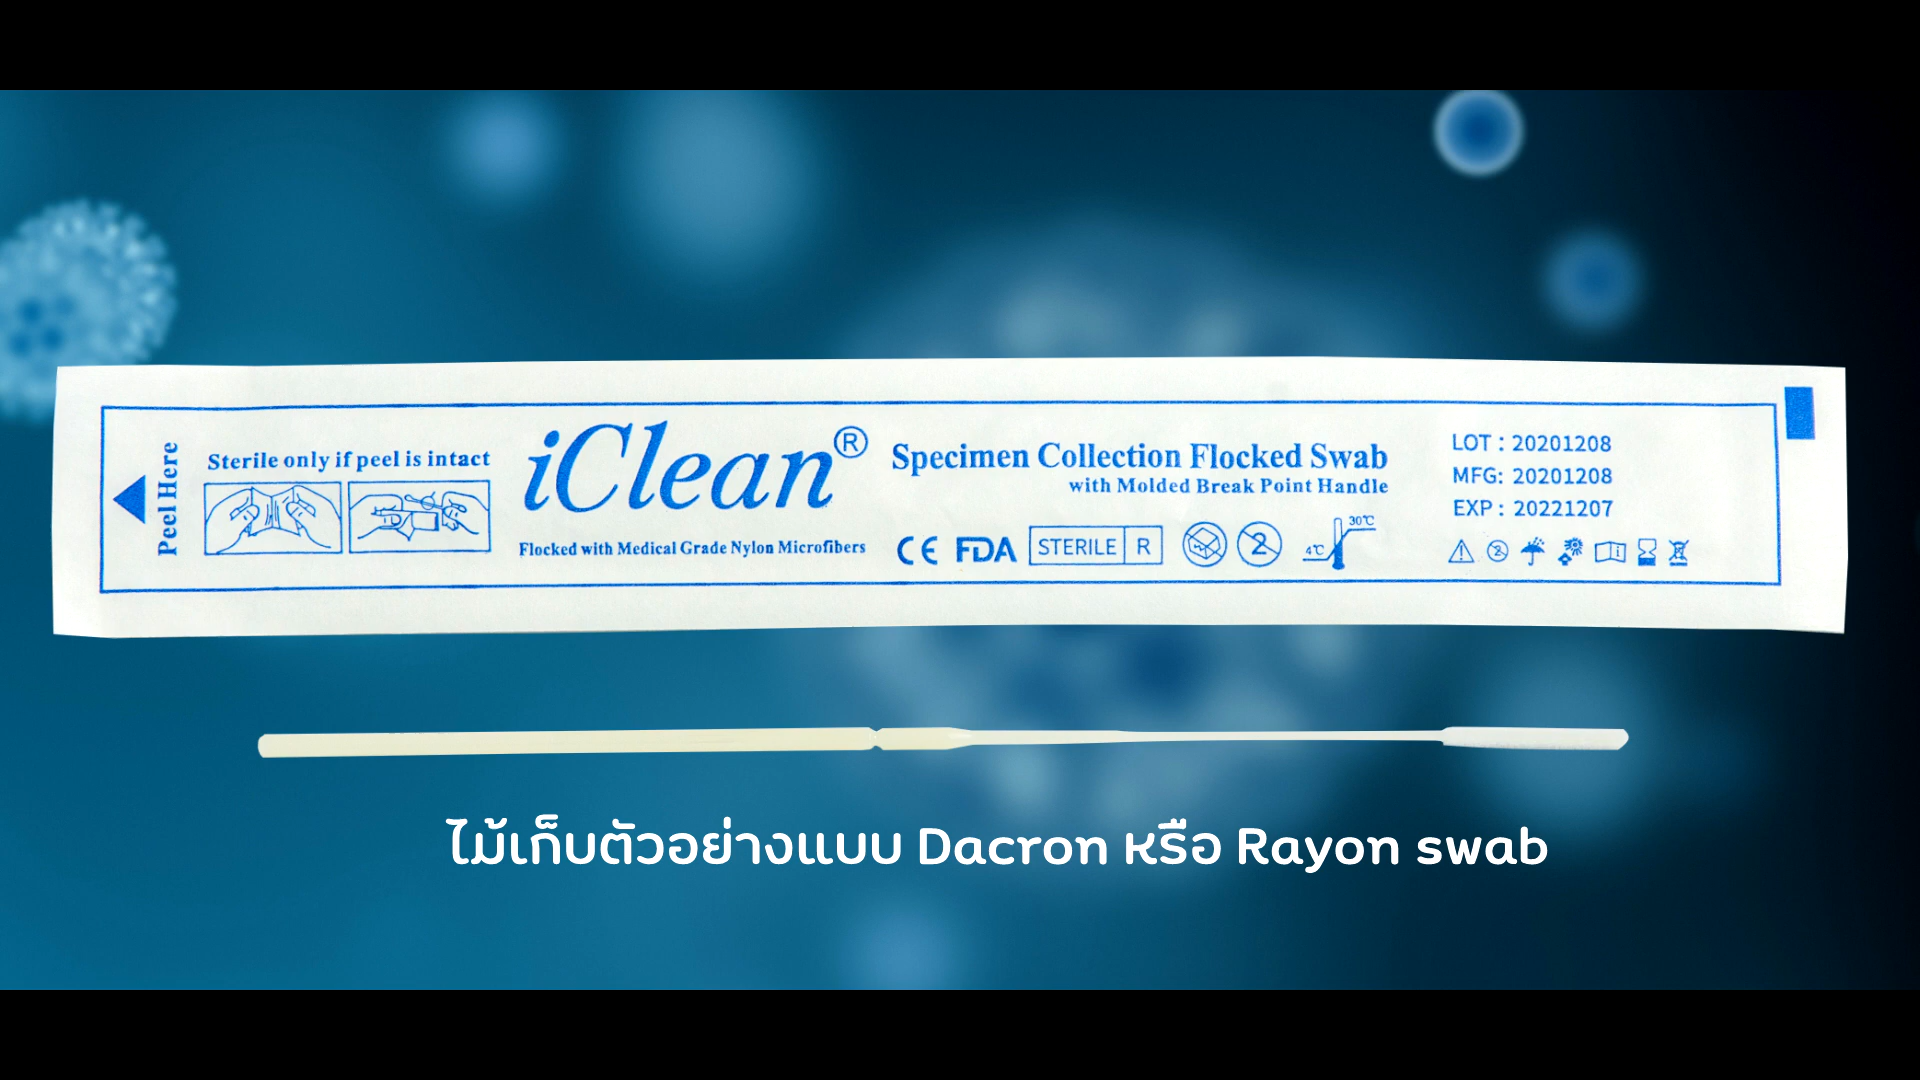 Peel Here
Sterile only if peel is intact
iClean®
Flocked with Medical Grade Nylon Microfibers
Specimen Collection Flocked Swab
with Molded Break Point Handle
CE FDA STERILE R 2 4℃ 30℃
LOT : 20201208
MFG: 20201208
EXP : 20221207
2
ไม้เก็บตัวอย่างแบบ Dacron หรือ Rayon swab